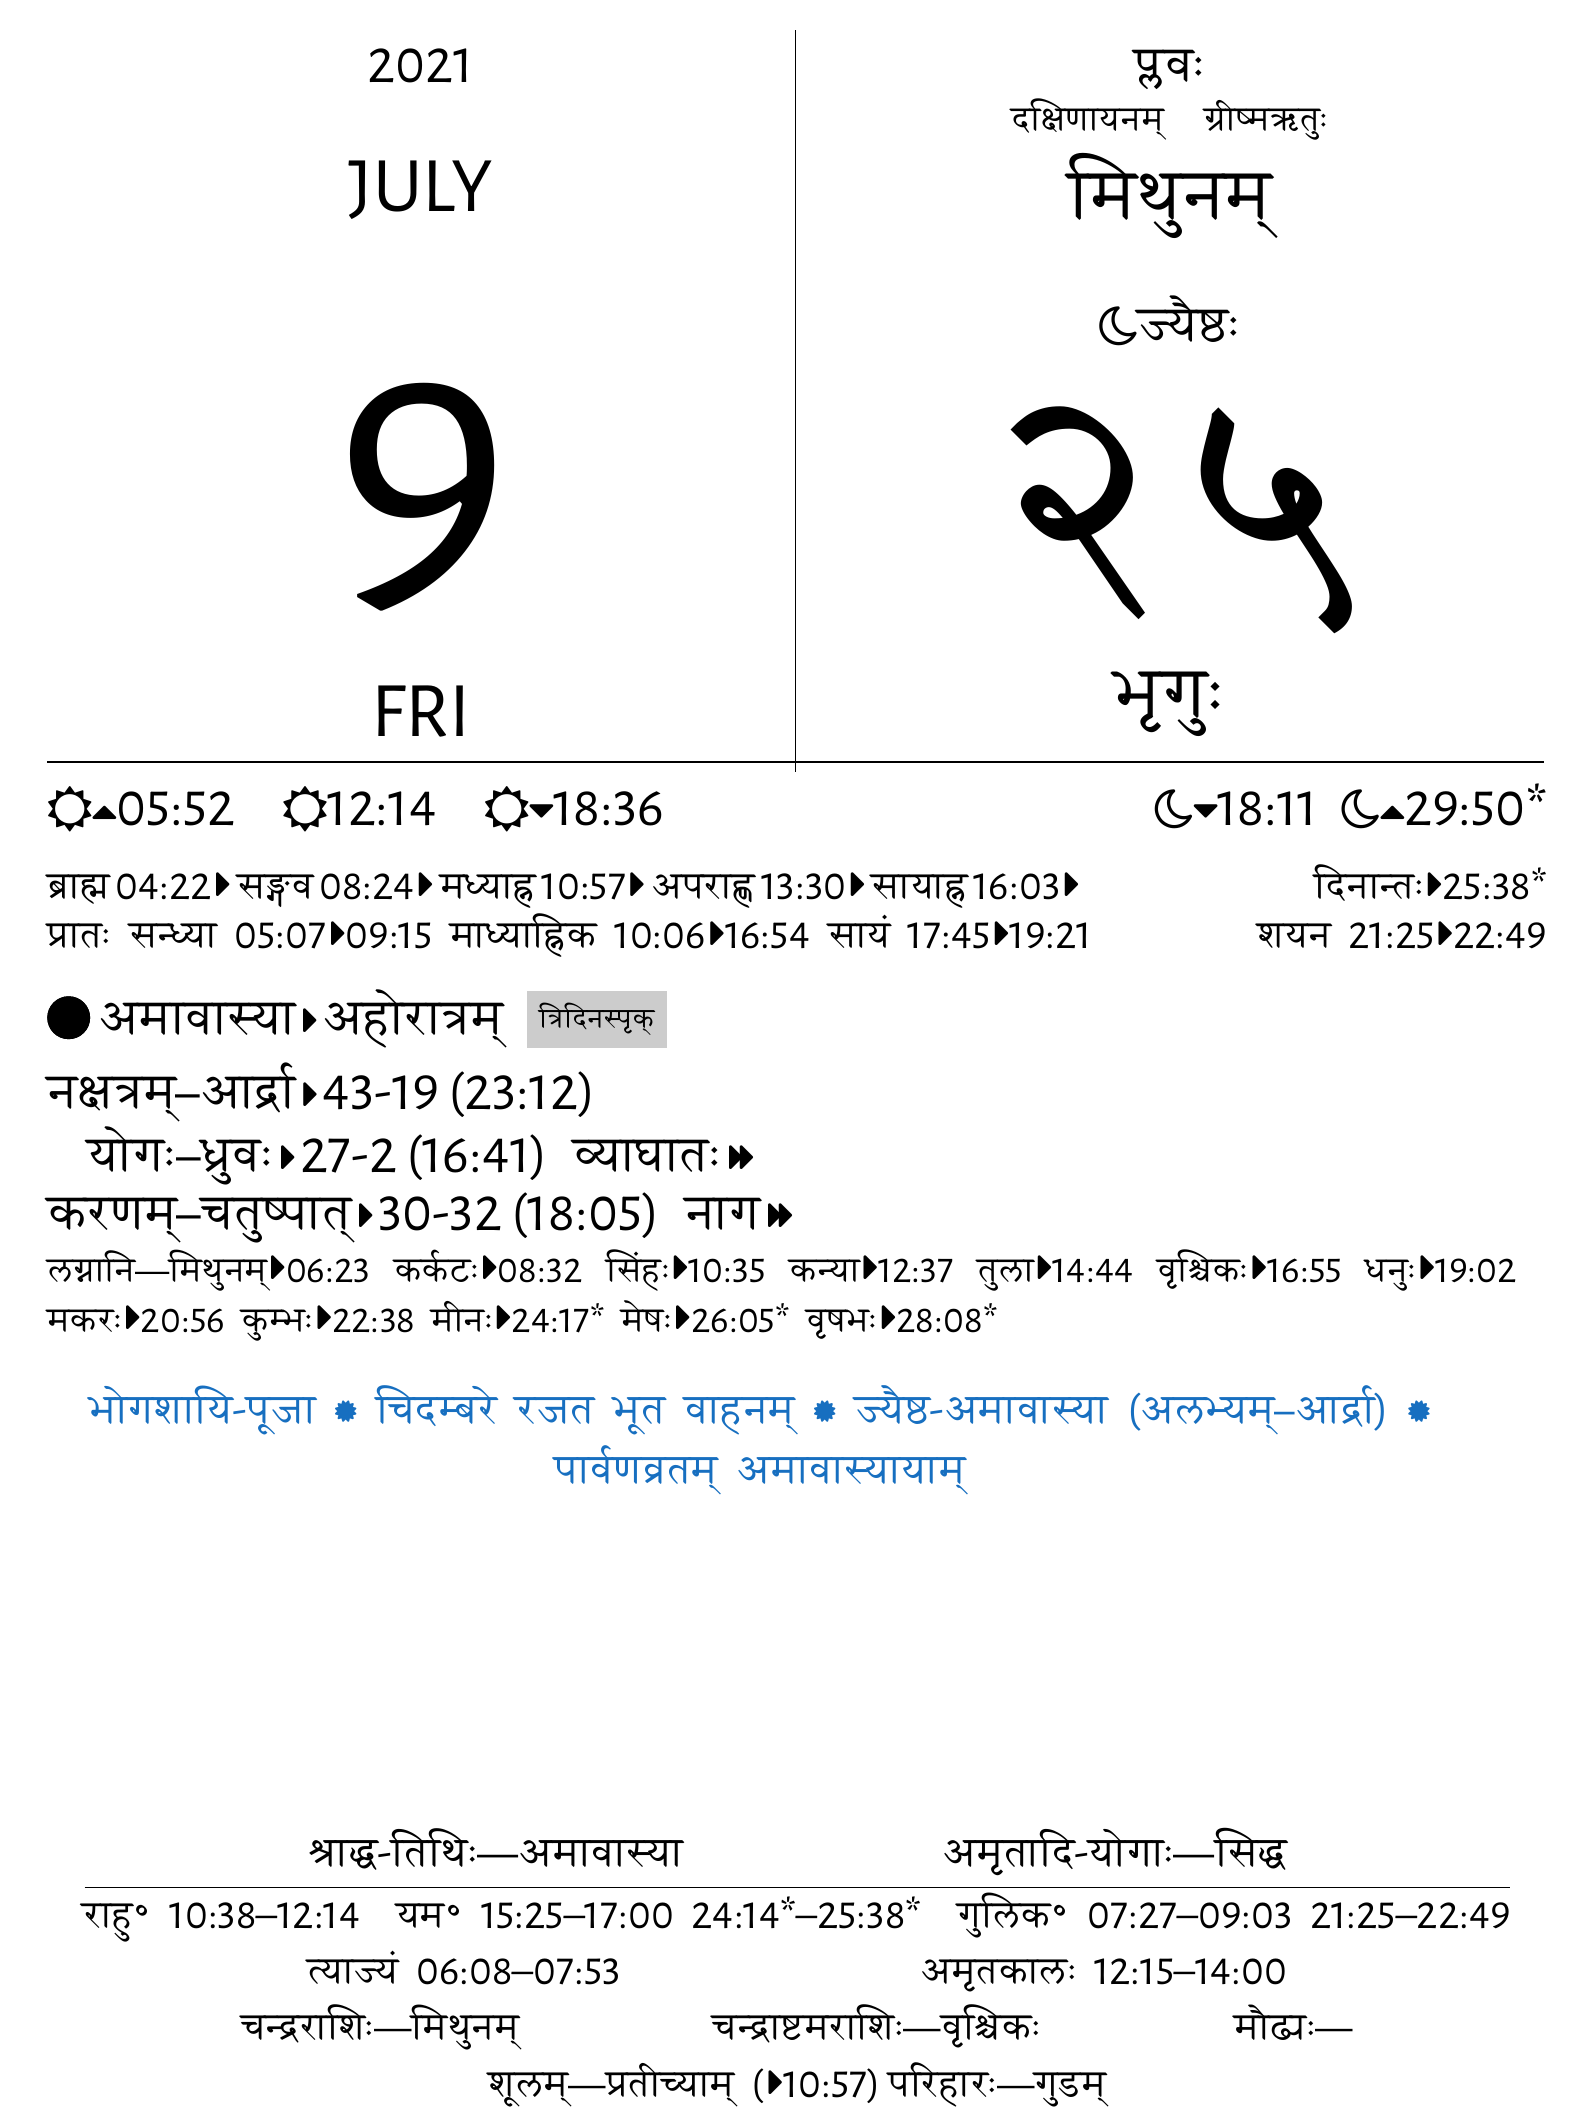 2021
JULY
9
FRI
प्लवः
दक्षिणायनम् ग्रीष्मऋतुः
मिथुनम्
ज्यैष्ठः
२५
भृगुः
05:52 12:14 18:36 18:11 29:50*
ब्राह्म 04:22 सङ्गव 08:24 मध्याह्न 10:57 अपराह्ण 13:30 सायाह्न 16:03 दिनान्तः 25:38*
प्रातः सन्ध्या 05:07 09:15 माध्याह्निक 10:06 16:54 सायं 17:45 19:21 शयन 21:25 22:49
अमावास्या अहोरात्रम् त्रिदिनस्पृक्
नक्षत्रम्–आर्द्रा 43-19 (23:12)
योगः–ध्रुवः 27-2 (16:41) व्याघातः
करणम्–चतुष्पात् 30-32 (18:05) नाग
लग्नानि—मिथुनम् 06:23 कर्कटः 08:32 सिंहः 10:35 कन्या 12:37 तुला 14:44 वृश्चिकः 16:55 धनुः 19:02
मकरः 20:56 कुम्भः 22:38 मीनः 24:17* मेषः 26:05* वृषभः 28:08*
भोगशायि-पूजा ✹ चिदम्बरे रजत भूत वाहनम् ✹ ज्यैष्ठ-अमावास्या (अलभ्यम्–आर्द्रा) ✹
पार्वणव्रतम् अमावास्यायाम्
श्राद्ध-तिथिः—अमावास्या अमृतादि-योगाः—सिद्ध
राहु॰ 10:38–12:14 यम॰ 15:25–17:00 24:14*–25:38* गुलिक॰ 07:27–09:03 21:25–22:49
त्याज्यं 06:08–07:53 अमृतकालः 12:15–14:00
चन्द्रराशिः—मिथुनम् चन्द्राष्टमराशिः—वृश्चिकः मौढ्यः—
शूलम्—प्रतीच्याम् (10:57) परिहारः—गुडम्